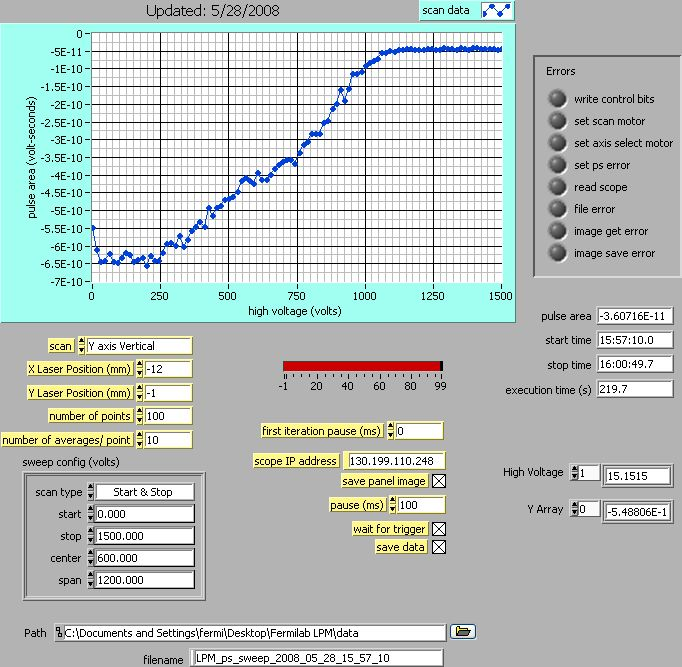 Updated: 5/28/2008
scan data
0
-5E-11
-1E-10
-1.5E-10
-2E-10
-2.5E-10
-3E-10
-3.5E-10
-4E-10
-4.5E-10
-5E-10
-5.5E-10
-6E-10
-6.5E-10
-7E-10
pulse area (volt-seconds)
0 250 500 750 1000 1250 1500
high voltage (volts)
Errors
write control bits
set scan motor
set axis select motor
set ps error
read scope
file error
image get error
image save error
pulse area -3.60716E-11
start time 15:57:10.0
stop time 16:00:49.7
execution time (s) 219.7
scan Y axis Vertical
X Laser Position (mm) -12
Y Laser Position (mm) -1
number of points 100
number of averages/ point 10
-1 20 40 60 80 99
first iteration pause (ms) 0
scope IP address 130.199.110.248
save panel image
pause (ms) 100
wait for trigger
save data
sweep config (volts)
scan type Start & Stop
start 0.000
stop 1500.000
center 600.000
span 1200.000
High Voltage 1 15.1515
Y Array 0 -5.48806E-1
Path C:\Documents and Settings\fermi\Desktop\Fermilab LPM\data
filename LPM_ps_sweep_2008_05_28_15_57_10